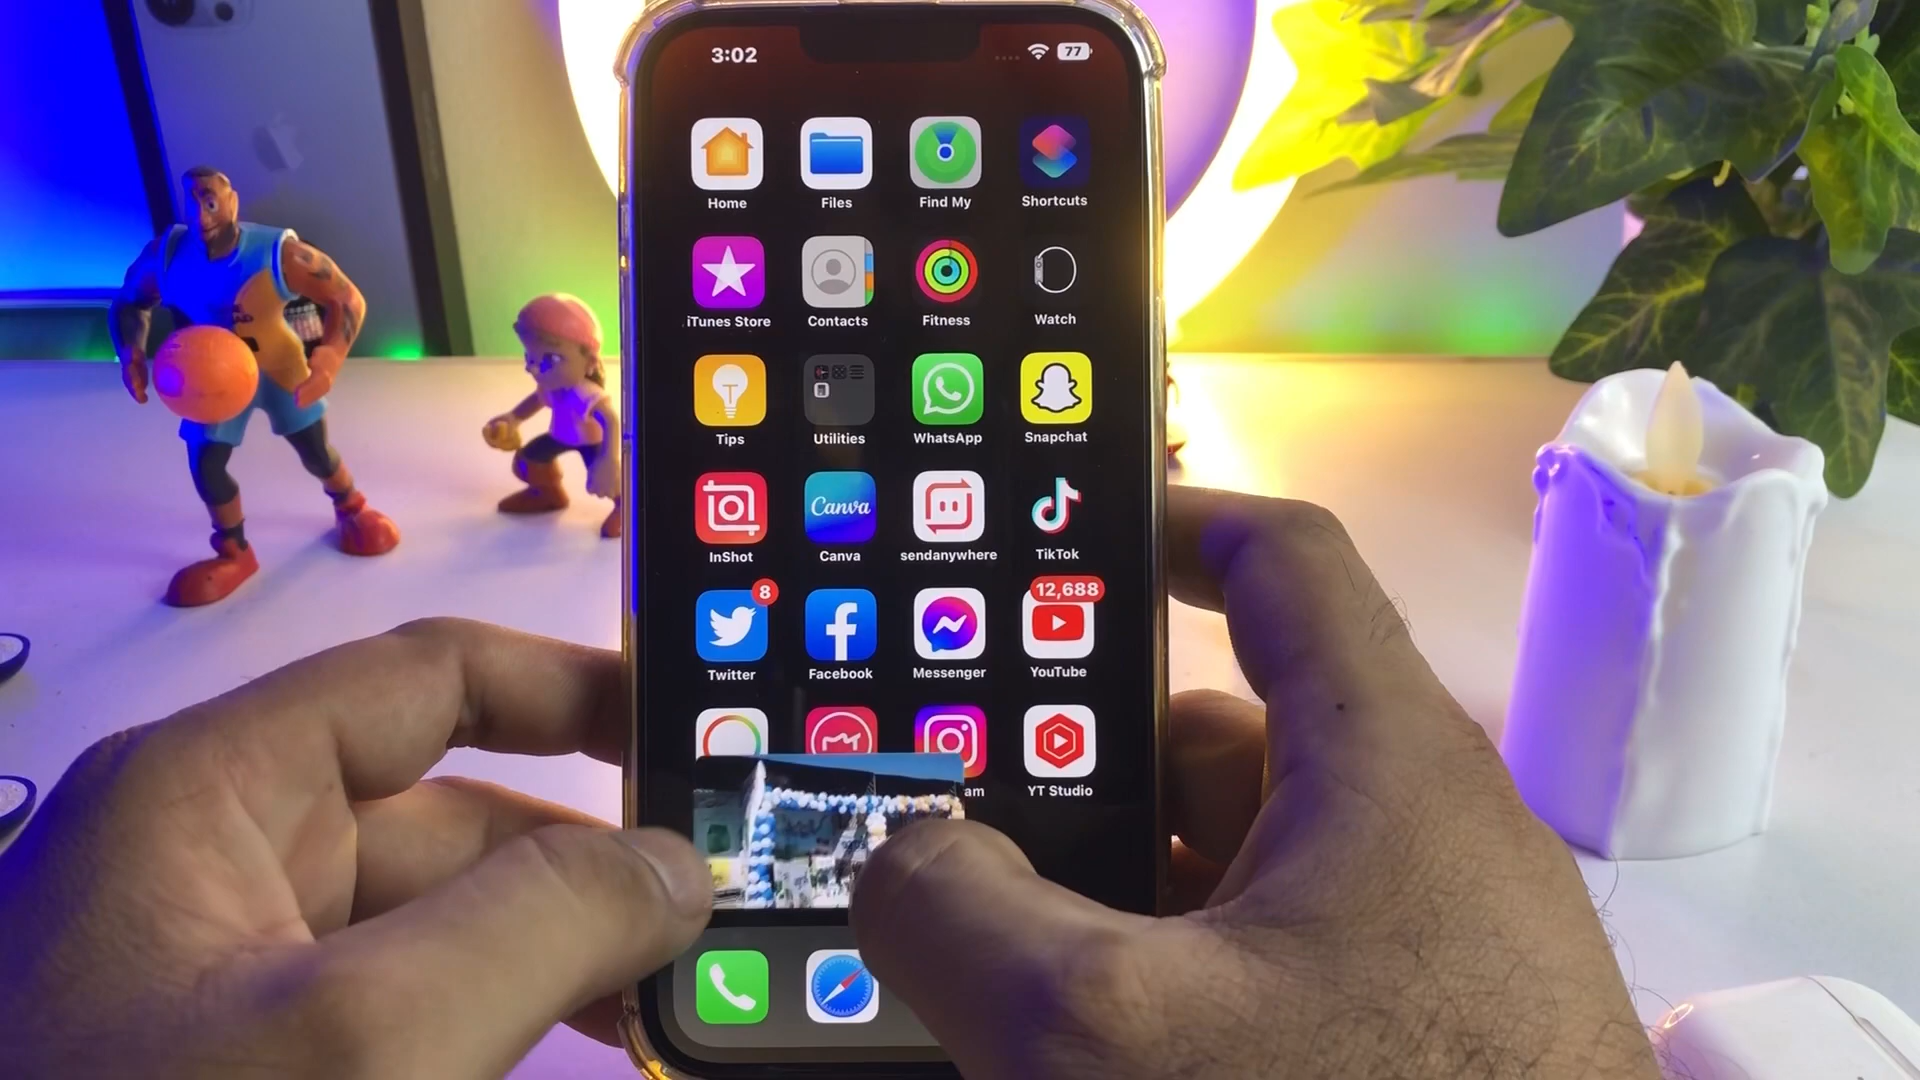 3:02
77
Home
Files
Find My
Shortcuts
iTunes Store
Contacts
Fitness
Watch
Tips
Utilities
WhatsApp
Snapchat
InShot
Canva
Canva
sendanywhere
TikTok
8
12,688
Twitter
Facebook
Messenger
YouTube
am
YT Studio